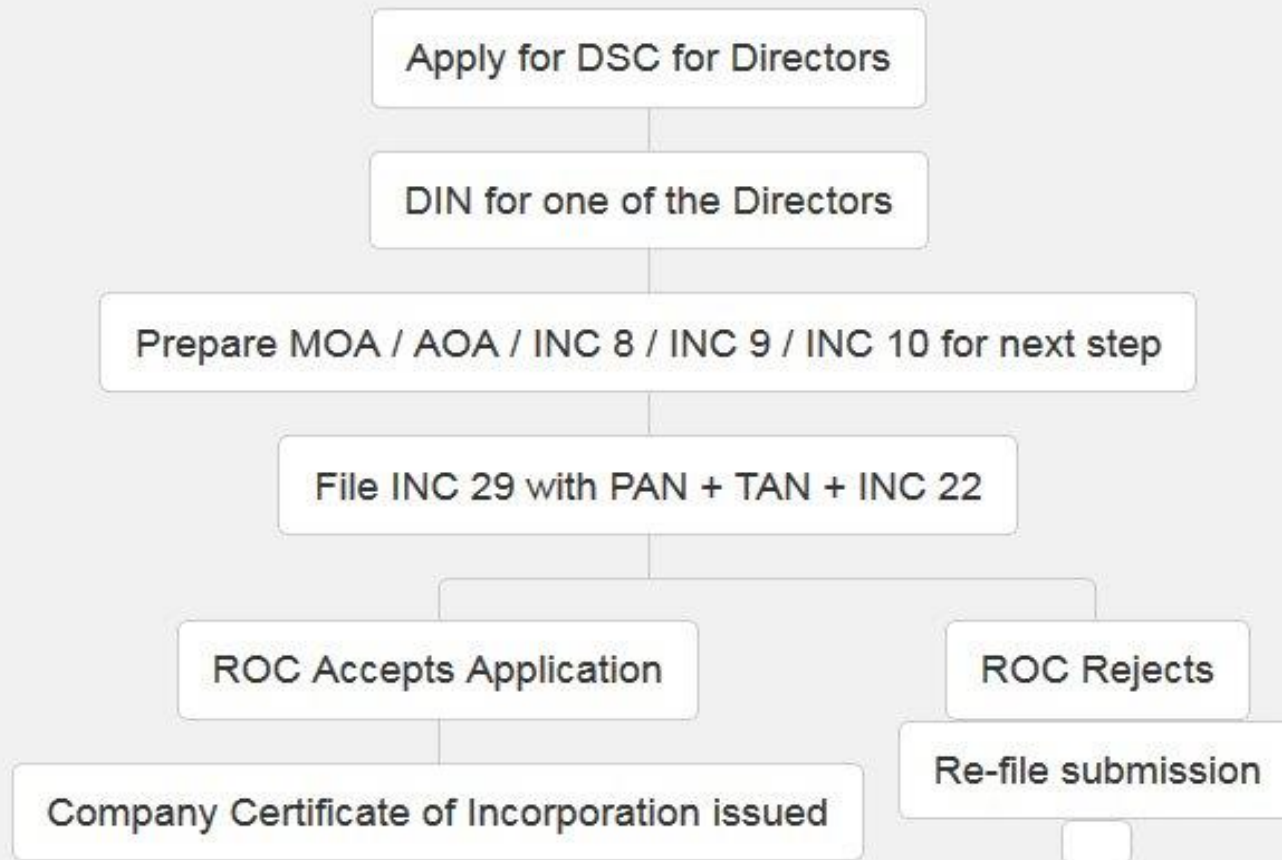 Apply for DSC for Directors
DIN for one of the Directors
Prepare MOA / AOA / INC 8 / INC 9 / INC 10 for next step
File INC 29 with PAN + TAN + INC 22
ROC Accepts Application
ROC Rejects
Re-file submission
Company Certificate of Incorporation issued